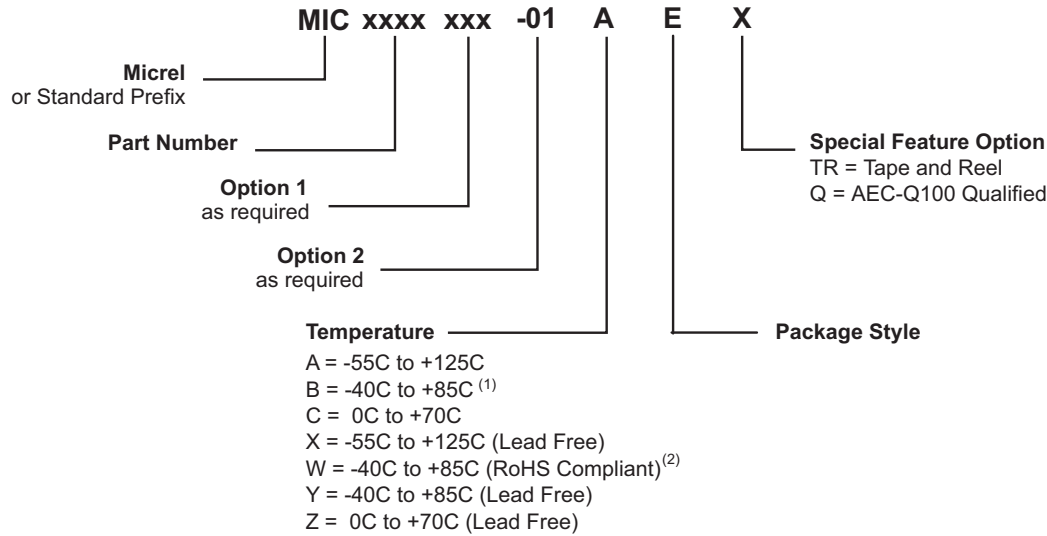 MIC xxxx xxx -01 A E X
Micrel
or Standard Prefix
Part Number
Option 1
as required
Option 2
as required
Special Feature Option
TR = Tape and Reel
Q = AEC-Q100 Qualified
Temperature
A = -55C to +125C
B = -40C to +85C (1)
C = 0C to +70C
X = -55C to +125C (Lead Free)
W = -40C to +85C (RoHS Compliant)(2)
Y = -40C to +85C (Lead Free)
Z = 0C to +70C (Lead Free)
Package Style